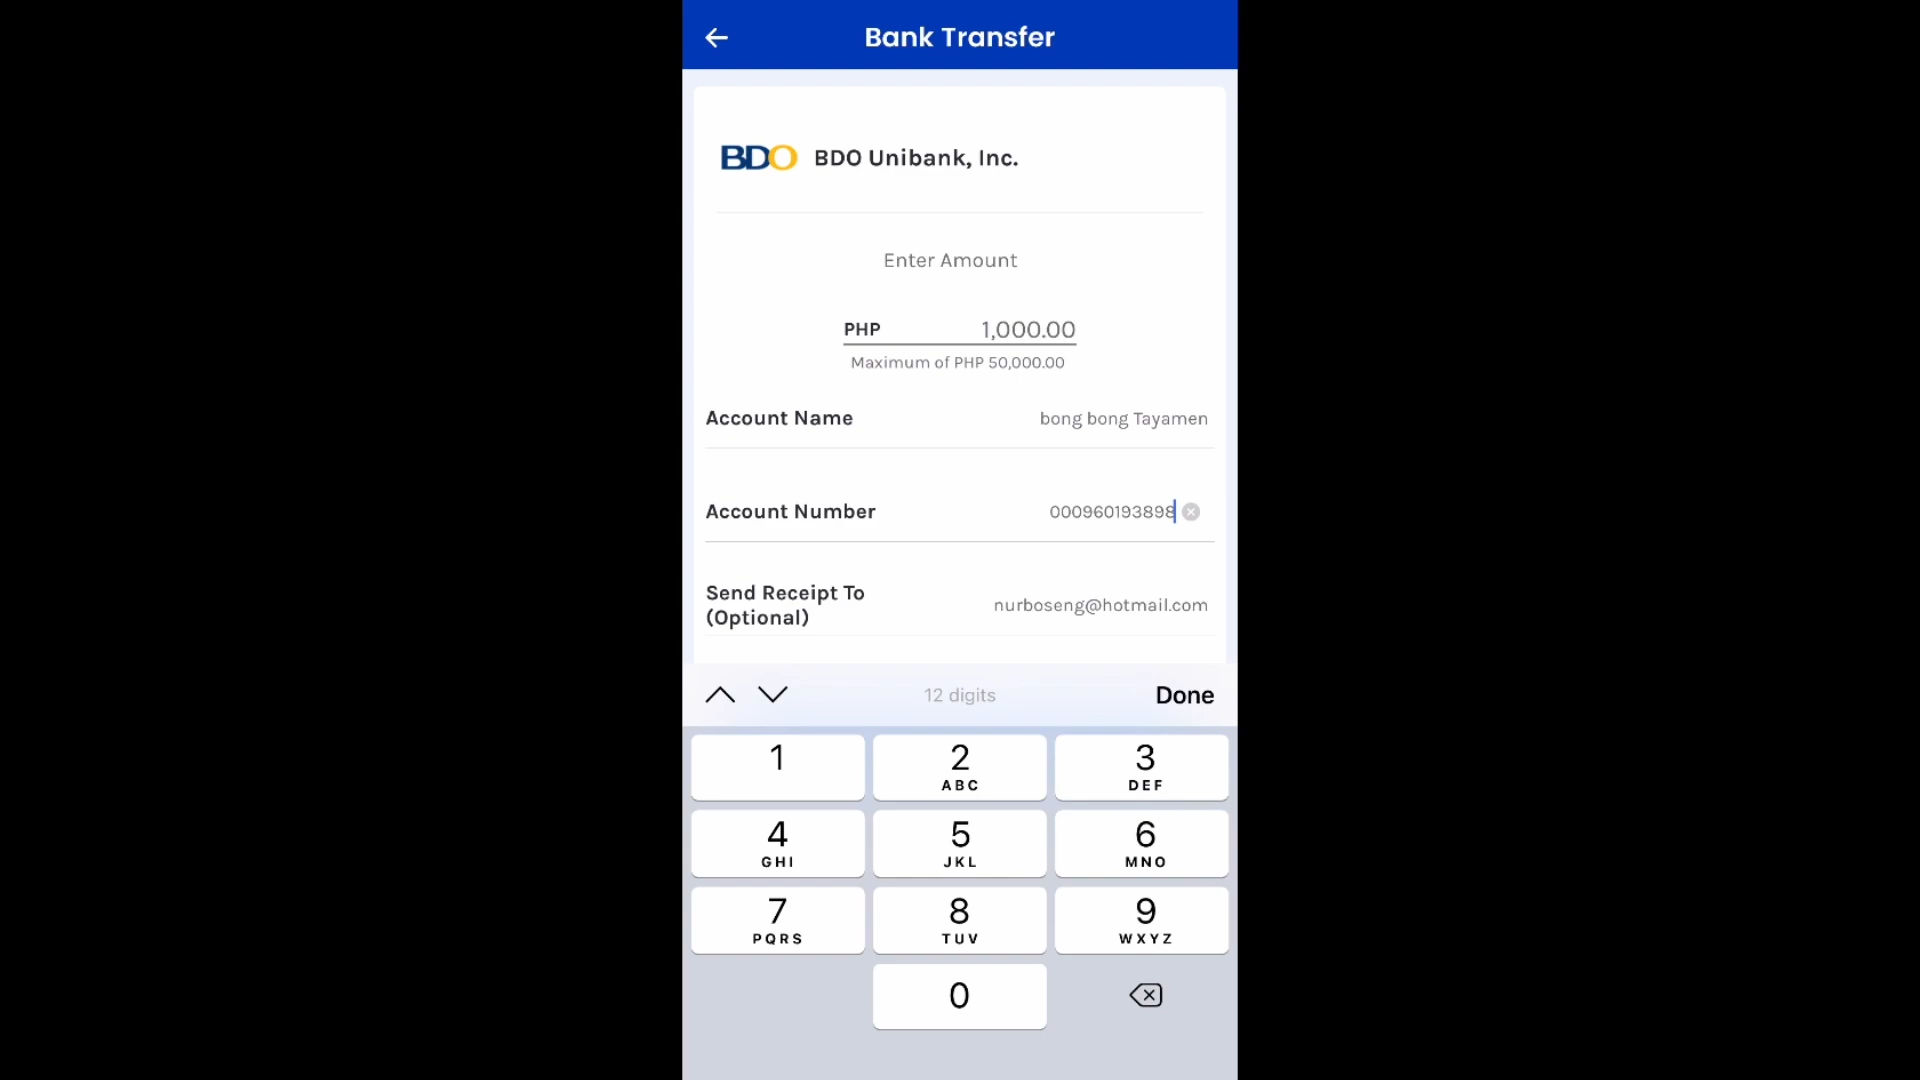 Bank Transfer
BDO BDO Unibank, Inc.
Enter Amount
PHP 1,000.00
Maximum of PHP 50,000.00
Account Name bong bong Tayamen
Account Number 000960193898
Send Receipt To
(Optional) nurboseng@hotmail.com
12 digits Done
1 2 3
ABC DEF
4 5 6
GHI JKL MNO
7 8 9
PQRS TUV WXYZ
0